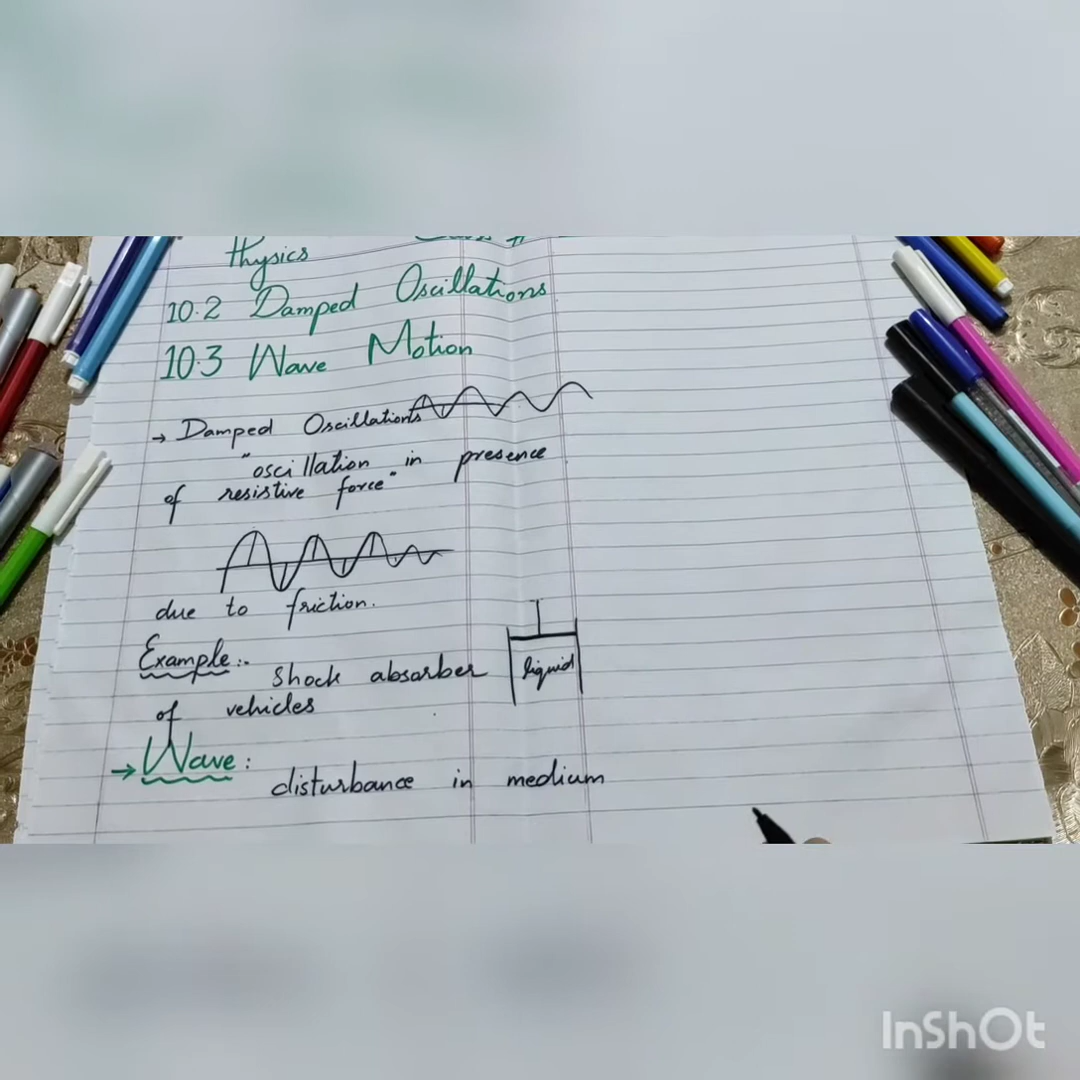 Physics
10.2 Damped Oscillations
10.3 Wave Motion
→ Damped Oscillations
"oscillation in presence
of resistive force"
due to friction.
Example:-
Shock absorber
liquid
of vehicles
→ Wave:
disturbance in medium
InShOt